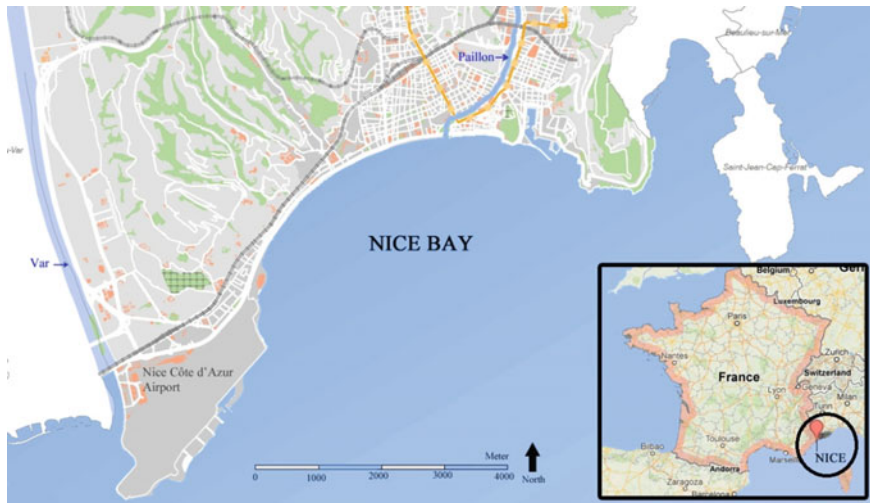 Paillon
Beaulieu-sur-Mer
Saint-Jean-Cap-Ferrat
NICE BAY
Var
Nice Côte d'Azur
Airport
Meter
0 1000 2000 3000 4000
North
Belgium
Luxembourg
Paris
Nantes
Zurich
Switzerland
France
Geneva
Lyon
Milan
Turin
Toulouse
NICE
Bilbao
Andorra
Zaragoza